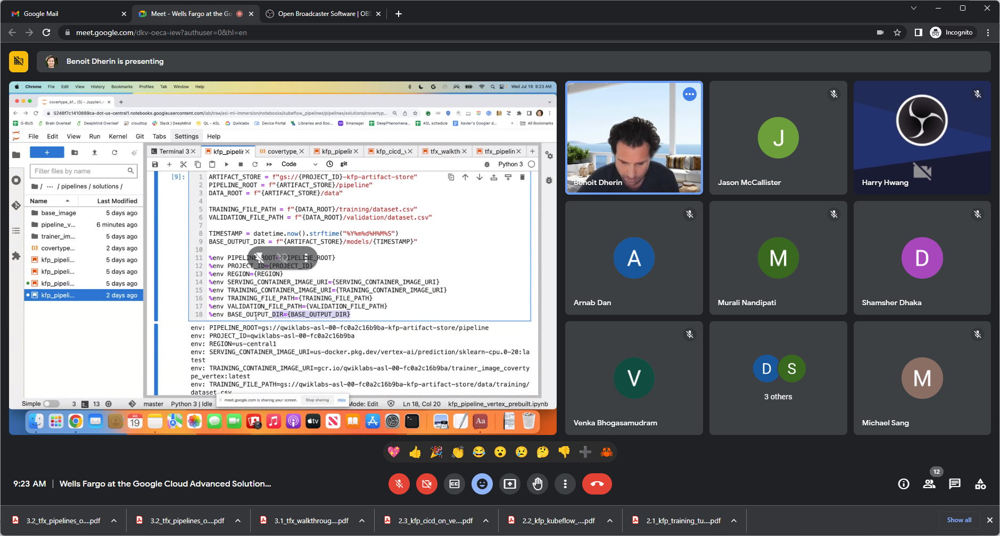 Google Mail
Meet - Wells Fargo at the Go
Open Broadcaster Software | OBS
meet.google.com/dkv-oeca-iew?authuser=0&hl=en
Incognito
Benoit Dherin is presenting
Chrome File Edit View History Bookmarks Profiles Tab Window Help
Wed Jul 19 9:23 AM
covertype_kf... (5) - JupyterLa
5248f7c1410889ca-dot-us-central1.notebooks.googleusercontent.com/lab/tree/asl-ml-immersion/notebooks/kubeflow_pipelines/pipelines/solutions/covertyp...
G-BUS Brain Overleaf DeepMind Overleaf cloudtop Slack | DeepMind QL - ASL Qwiklabs Device Portal Libraries and Boo... Xmanager DeepPhenomena... ASL schedule Xavier's Googler d... » All Bookmarks
File Edit View Run Kernel Git Tabs Settings Help
Terminal 3 kfp_pipelin covertype_ kfp_pipelin kfp_cicd_v tfx_walkth tfx_pipelin
Code git Python 3
Filter files by name
/ ··· / pipelines / solutions /
Name Last Modified
base_image 5 days ago
pipeline_v... 6 minutes ago
trainer_im... 5 days ago
covertype... 2 days ago
kfp_pipeli... 5 days ago
kfp_pipeli... 5 days ago
kfp_pipeli... 5 days ago
kfp_pipeli... 2 days ago
[9]:
1 ARTIFACT_STORE = f"gs://{PROJECT_ID}-kfp-artifact-store"
2 PIPELINE_ROOT = f"{ARTIFACT_STORE}/pipeline"
3 DATA_ROOT = f"{ARTIFACT_STORE}/data"
4
5 TRAINING_FILE_PATH = f"{DATA_ROOT}/training/dataset.csv"
6 VALIDATION_FILE_PATH = f"{DATA_ROOT}/validation/dataset.csv"
7
8 TIMESTAMP = datetime.now().strftime("%Y%m%d%H%M%S")
9 BASE_OUTPUT_DIR = f"{ARTIFACT_STORE}/models/{TIMESTAMP}"
10
11 %env PIPELINE_ROOT={PIPELINE_ROOT}
12 %env PROJECT_ID={PROJECT_ID}
13 %env REGION={REGION}
14 %env SERVING_CONTAINER_IMAGE_URI={SERVING_CONTAINER_IMAGE_URI}
15 %env TRAINING_CONTAINER_IMAGE_URI={TRAINING_CONTAINER_IMAGE_URI}
16 %env TRAINING_FILE_PATH={TRAINING_FILE_PATH}
17 %env VALIDATION_FILE_PATH={VALIDATION_FILE_PATH}
18 %env BASE_OUTPUT_DIR={BASE_OUTPUT_DIR}
env: PIPELINE_ROOT=gs://qwiklabs-asl-00-fc0a2c16b9ba-kfp-artifact-store/pipeline
env: PROJECT_ID=qwiklabs-asl-00-fc0a2c16b9ba
env: REGION=us-central1
env: SERVING_CONTAINER_IMAGE_URI=us-docker.pkg.dev/vertex-ai/prediction/sklearn-cpu.0-20:la
test
env: TRAINING_CONTAINER_IMAGE_URI=gcr.io/qwiklabs-asl-00-fc0a2c16b9ba/trainer_image_coverty
pe_vertex:latest
env: TRAINING_FILE_PATH=gs://qwiklabs-asl-00-fc0a2c16b9ba-kfp-artifact-store/data/training/
dataset.csv
meet.google.com is sharing your screen. Stop sharing Hide
Simple 3 13 master Python 3 | Idle Mode: Edit Ln 18, Col 20 kfp_pipeline_vertex_prebuilt.ipynb
JUL
19
tv
Aa
Benoit Dherin
J
Jason McCallister
Harry Hwang
A
Arnab Dan
M
Murali Nandipati
D
Shamsher Dhaka
V
Venka Bhogasamudram
D S
3 others
M
Michael Sang
9:23 AM | Wells Fargo at the Google Cloud Advanced Solution...
CC
12
3.2_tfx_pipelines_o....pdf
3.2_tfx_pipelines_o....pdf
3.1_tfx_walkthroug....pdf
2.3_kfp_cicd_on_ve....pdf
2.2_kfp_kubeflow_....pdf
2.1_kfp_training_tu....pdf
Show all